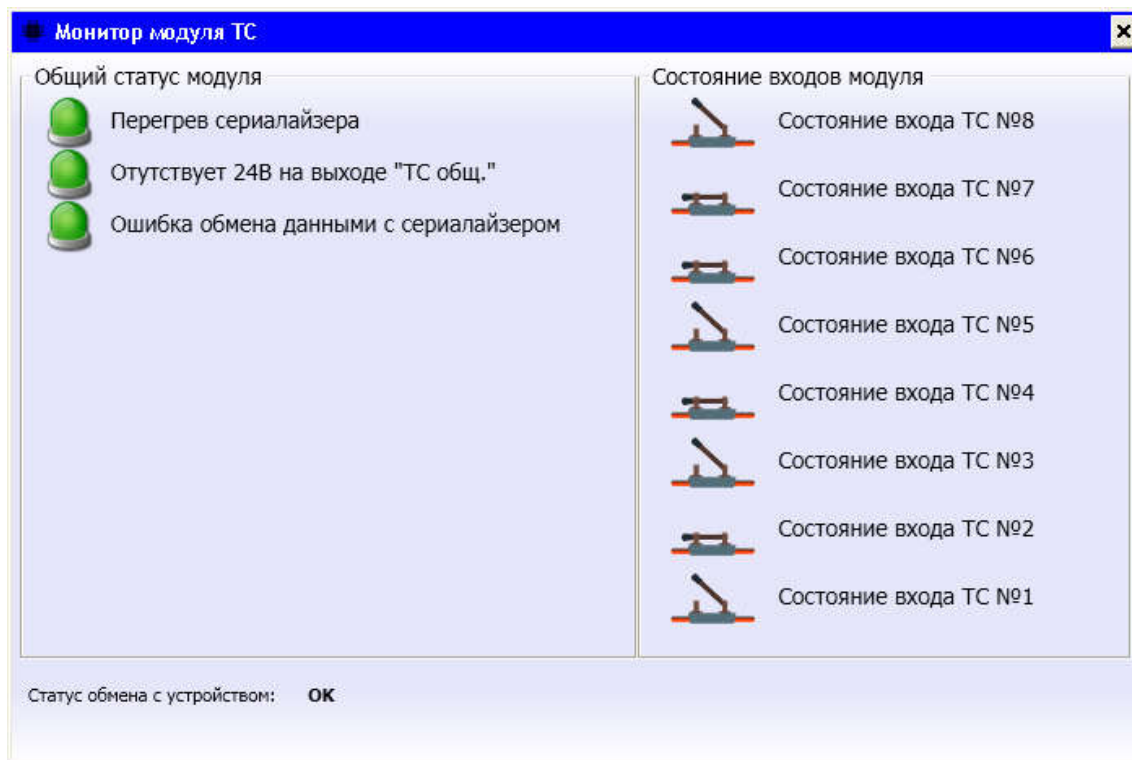 Монитор модуля ТС
Общий статус модуля
Перегрев сериалайзера
Отутствует 24В на выходе "ТС общ."
Ошибка обмена данными с сериалайзером
Состояние входов модуля
Состояние входа ТС №8
Состояние входа ТС №7
Состояние входа ТС №6
Состояние входа ТС №5
Состояние входа ТС №4
Состояние входа ТС №3
Состояние входа ТС №2
Состояние входа ТС №1
Статус обмена с устройством: OK